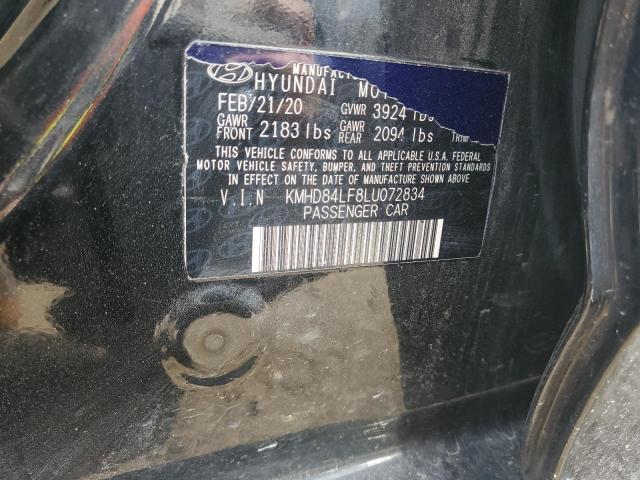 MANUFAC
HYUNDAI MO
FEB/21/20 GVWR 3924 lbs
GAWR FRONT 2183 lbs GAWR REAR 2094 lbs
THIS VEHICLE CONFORMS TO ALL APPLICABLE U.S.A. FEDERAL
MOTOR VEHICLE SAFETY, BUMPER, AND THEFT PREVENTION STANDARDS
IN EFFECT ON THE DATE OF MANUFACTURE SHOWN ABOVE
V.I.N KMHD84LF8LU072834
PASSENGER CAR